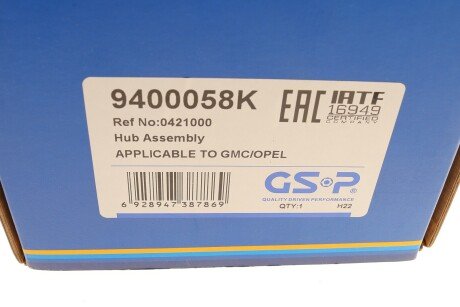 9400058K
Ref No:0421000
Hub Assembly
APPLICABLE TO GMC/OPEL
6 928947 387869
EAC
IATF
16949
CERTIFIED
COMPANY
GSP
QUALITY DRIVEN PERFORMANCE
QTY:1 H22